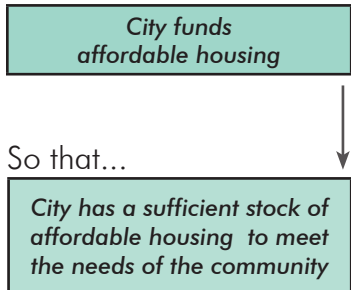 City funds
affordable housing
So that...
City has a sufficient stock of
affordable housing to meet
the needs of the community